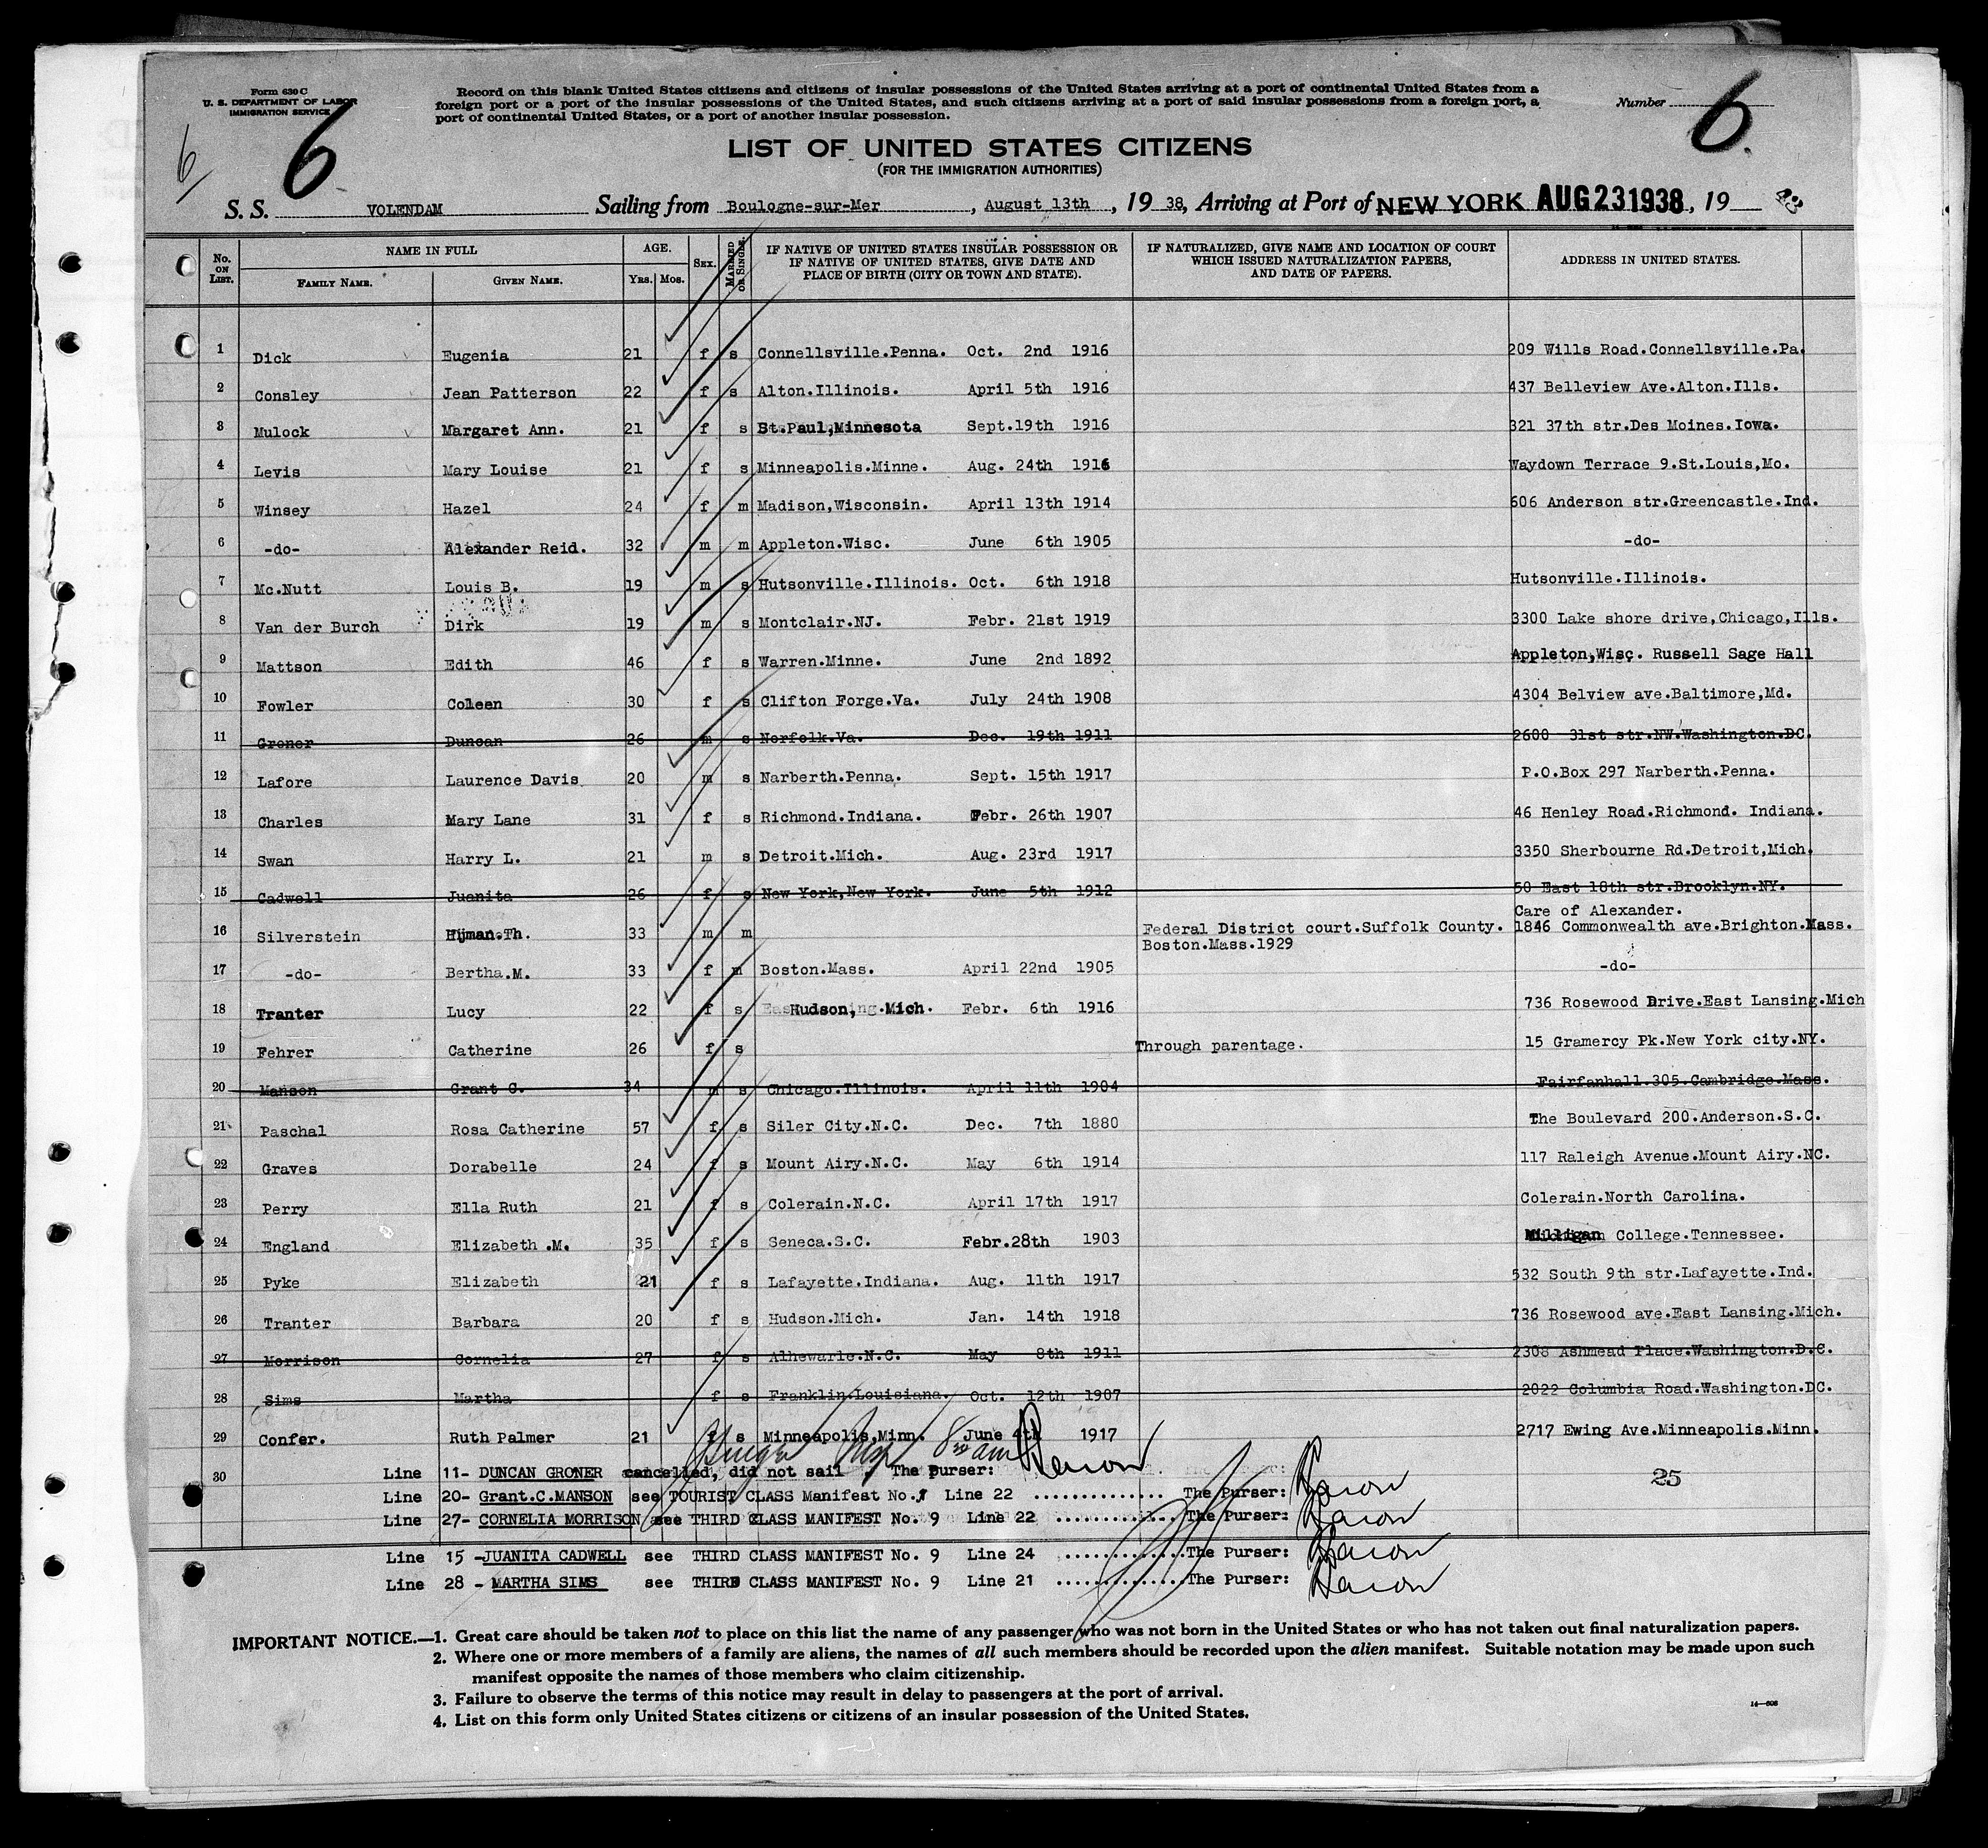 Form 630 C
U. S. DEPARTMENT OF LABOR
IMMIGRATION SERVICE
Record on this blank United States citizens and citizens of insular possessions of the United States arriving at a port of continental United States from a
foreign port or a port of the insular possessions of the United States, and such citizens arriving at a port of said insular possessions from a foreign port, a
port of continental United States, or a port of another insular possession.
Number
6
6
6
LIST OF UNITED STATES CITIZENS
(FOR THE IMMIGRATION AUTHORITIES)
S. S. VOLENDAM Sailing from Boulogne-sur-Mer, August 13th, 19 38, Arriving at Port of NEW YORK AUG 23 1938, 19
No. ON LIST. NAME IN FULL FAMILY NAME. GIVEN NAME. AGE. YRS. MOS. SEX. MARRIED OR SINGLE. IF NATIVE OF UNITED STATES INSULAR POSSESSION OR IF NATIVE OF UNITED STATES, GIVE DATE AND PLACE OF BIRTH (CITY OR TOWN AND STATE). IF NATURALIZED, GIVE NAME AND LOCATION OF COURT WHICH ISSUED NATURALIZATION PAPERS, AND DATE OF PAPERS. ADDRESS IN UNITED STATES.
1 Dick Eugenia 21 f s Connellsville.Penna. Oct. 2nd 1916 209 Wills Road.Connellsville.Pa.
2 Consley Jean Patterson 22 f s Alton.Illinois. April 5th 1916 437 Belleview Ave.Alton.Ills.
3 Mulock Margaret Ann. 21 f s St.Paul,Minnesota Sept.19th 1916 321 37th str.Des Moines.Iowa.
4 Levis Mary Louise 21 f s Minneapolis.Minne. Aug. 24th 1916 Waydown Terrace 9.St.Louis,Mo.
5 Winsey Hazel 24 f m Madison,Wisconsin. April 13th 1914 606 Anderson str.Greencastle.Ind.
6 -do- Alexander Reid. 32 m m Appleton.Wisc. June 6th 1905 -do-
7 Mc.Nutt Louis B. 19 m s Hutsonville.Illinois. Oct. 6th 1918 Hutsonville.Illinois.
8 Van der Burch Dirk 19 m s Montclair.NJ. Febr. 21st 1919 3300 Lake shore drive,Chicago,Ills.
9 Mattson Edith 46 f s Warren.Minne. June 2nd 1892 Appleton,Wisc. Russell Sage Hall
10 Fowler Coleen 30 f s Clifton Forge.Va. July 24th 1908 4304 Belview ave.Baltimore,Md.
11 Groner Duncan 26 m s Norfolk.Va. Dec. 19th 1911 2600 31st str.NW.Washington.DC.
12 Lafore Laurence Davis 20 m s Narberth.Penna. Sept. 15th 1917 P.O.Box 297 Narberth.Penna.
13 Charles Mary Lane 31 f s Richmond.Indiana. Febr. 26th 1907 46 Henley Road.Richmond. Indiana.
14 Swan Harry L. 21 m s Detroit.Mich. Aug. 23rd 1917 3350 Sherbourne Rd.Detroit,Mich.
15 Cadwell Juanita 26 f s New York,New York. June 5th 1912 50 East 18th str.Brooklyn.NY.
Care of Alexander.
16 Silverstein Hyman.Th. 33 m m Federal District court.Suffolk County. 1846 Commonwealth ave.Brighton.Mass.
Boston.Mass.1929
17 -do- Bertha.M. 33 f m Boston.Mass. April 22nd 1905 -do-
18 Tranter Lucy 22 f s Hudson, Mich. Febr. 6th 1916 736 Rosewood Drive.East Lansing.Mich
19 Fehrer Catherine 26 f s Through parentage. 15 Gramercy Pk.New York city.NY.
20 Manson Grant C. 34 m s Chicago.Illinois. April 11th 1904 Fairfanhall.305.Cambridge.Mass.
21 Paschal Rosa Catherine 57 f s Siler City.N.C. Dec. 7th 1880 The Boulevard 200.Anderson.S.C.
22 Graves Dorabelle 24 f s Mount Airy.N.C. May 6th 1914 117 Raleigh Avenue.Mount Airy.NC.
23 Perry Ella Ruth 21 f s Colerain.N.C. April 17th 1917 Colerain.North Carolina.
24 England Elizabeth .M. 35 f s Seneca.S.C. Febr.28th 1903 Milligan College.Tennessee.
25 Pyke Elizabeth 21 f s Lafayette.Indiana. Aug. 11th 1917 532 South 9th str.Lafayette.Ind.
26 Tranter Barbara 20 f s Hudson.Mich. Jan. 14th 1918 736 Rosewood ave.East Lansing.Mich.
27 Morrison Cornelia 27 f s Alhewarle.N.C. May 8th 1911 2308 Ashmead Place.Washington.D.C.
28 Sims Martha f s Franklin.Louisiana. Oct. 12th 1907 2022 Columbia Road.Washington.DC.
29 Confer. Ruth Palmer 21 f s Minneapolis,Minn. June 4th 1917 2717 Ewing Ave.Minneapolis.Minn.
30 Line 11- DUNCAN GRONER cancelled, did not sail The Purser:
25
Line 20- Grant.C.MANSON see TOURIST CLASS Manifest No.1 Line 22 .............. The Purser:
Line 27- CORNELIA MORRISON see THIRD CLASS MANIFEST No. 9 Line 22 ..............The Purser:
Line 15 -JUANITA CADWELL see THIRD CLASS MANIFEST No. 9 Line 24 ..............The Purser:
Line 28 - MARTHA SIMS see THIRD CLASS MANIFEST No. 9 Line 21 ..............The Purser:
IMPORTANT NOTICE.—1. Great care should be taken not to place on this list the name of any passenger who was not born in the United States or who has not taken out final naturalization papers.
2. Where one or more members of a family are aliens, the names of all such members should be recorded upon the alien manifest. Suitable notation may be made upon such
manifest opposite the names of those members who claim citizenship.
3. Failure to observe the terms of this notice may result in delay to passengers at the port of arrival.
4. List on this form only United States citizens or citizens of an insular possession of the United States.
14—608